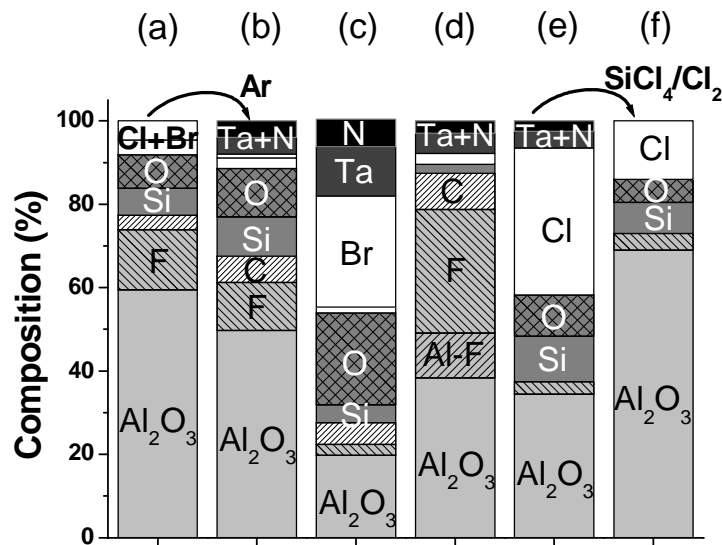 (a) (b) (c) (d) (e) (f)
Ar
SiCl4/Cl2
Composition (%)
100
80
60
40
20
0
Cl+Br
O
Si
F
Al2O3
Ta+N
O
Si
C
F
Al2O3
N
Ta
Br
O
Si
Al2O3
Ta+N
C
F
Al-F
Al2O3
Ta+N
Cl
O
Si
Al2O3
Cl
O
Si
Al2O3